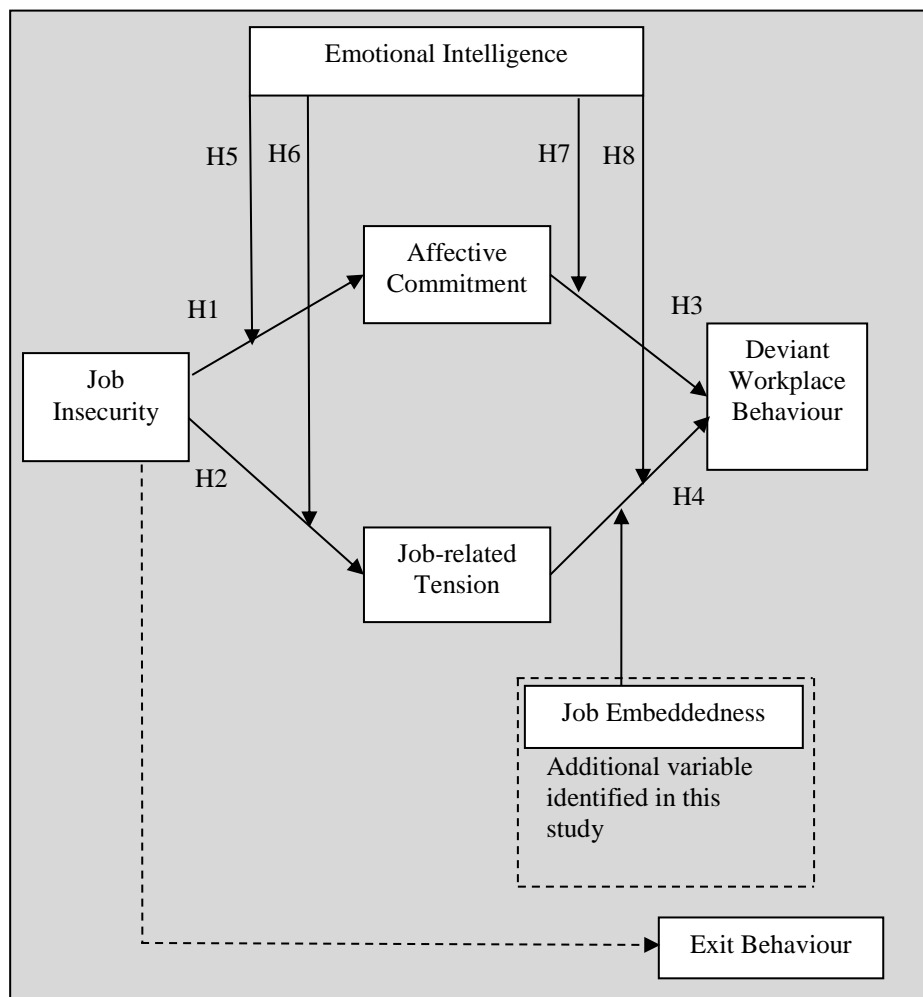 Emotional Intelligence
H5
H6
H7
H8
Affective
Commitment
H1
H3
Job
Insecurity
Deviant
Workplace
Behaviour
H2
H4
Job-related
Tension
Job Embeddedness
Additional variable
identified in this
study
Exit Behaviour